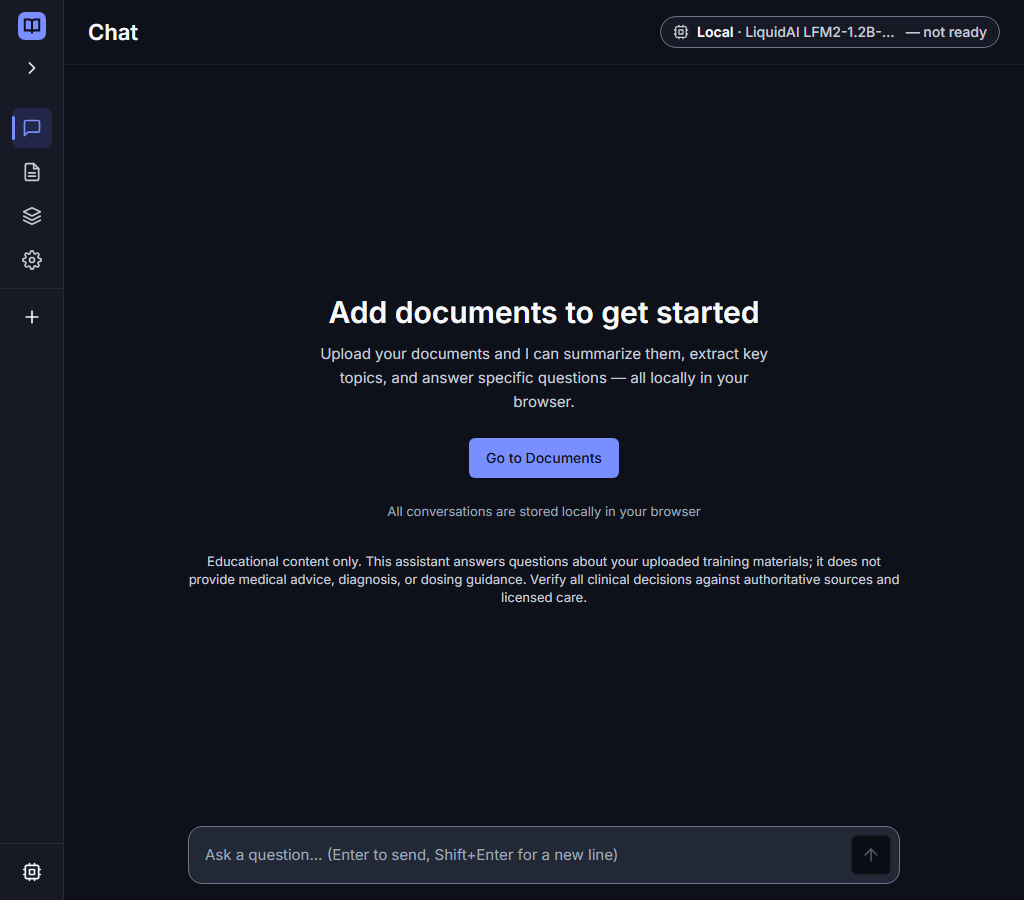 Chat
Local · LiquidAI LFM2-1.2B-... — not ready
Add documents to get started
Upload your documents and I can summarize them, extract key
topics, and answer specific questions — all locally in your
browser.
Go to Documents
All conversations are stored locally in your browser
Educational content only. This assistant answers questions about your uploaded training materials; it does not
provide medical advice, diagnosis, or dosing guidance. Verify all clinical decisions against authoritative sources and
licensed care.
Ask a question... (Enter to send, Shift+Enter for a new line)